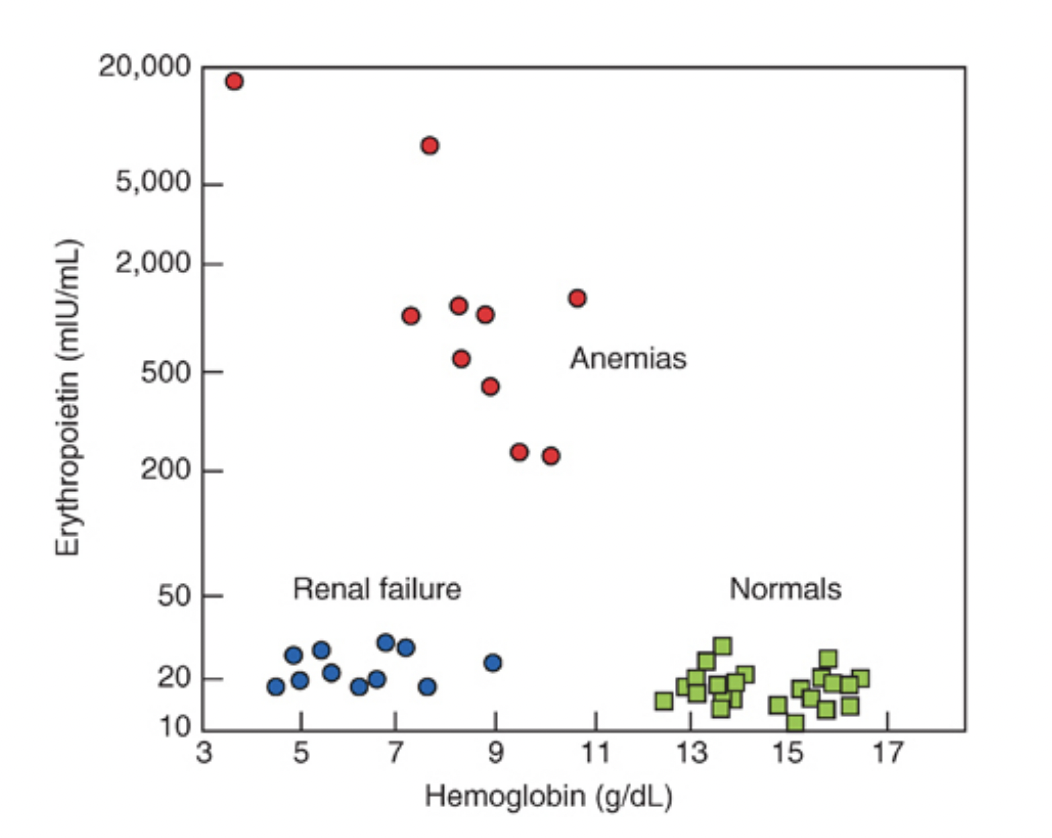 20,000
5,000
2,000
500
200
50
20
10
Erythropoietin (mIU/mL)
Anemias
Renal failure
Normals
3 5 7 9 11 13 15 17
Hemoglobin (g/dL)